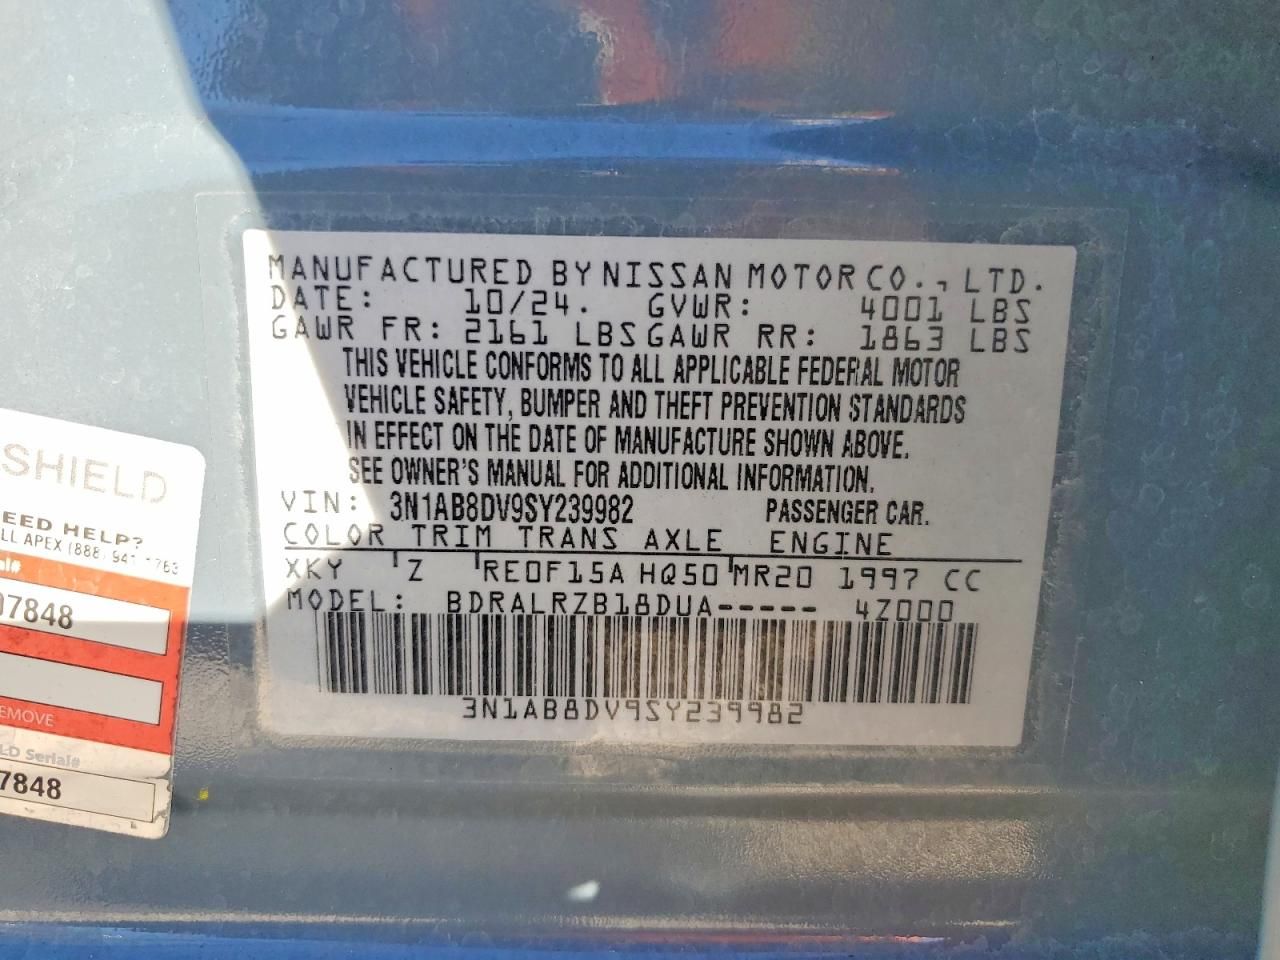 MANUFACTURED BY NISSAN MOTOR CO., LTD.
DATE: 10/24. GVWR: 4001 LBS
GAWR FR: 2161 LBS GAWR RR: 1863 LBS
THIS VEHICLE CONFORMS TO ALL APPLICABLE FEDERAL MOTOR
VEHICLE SAFETY, BUMPER AND THEFT PREVENTION STANDARDS
IN EFFECT ON THE DATE OF MANUFACTURE SHOWN ABOVE.
SEE OWNER'S MANUAL FOR ADDITIONAL INFORMATION.
VIN: 3N1AB8DV9SY239982 PASSENGER CAR.
COLOR TRIM TRANS AXLE ENGINE
XKY Z RE0F15A HQ50 MR20 1997 CC
MODEL: BDRALRZB18DUA----- 4Z000
3N1AB8DV9SY239982
SHIELD
EED HELP?
LL APEX (888) 941
al#
07848
EMOVE
LD Serial#
7848